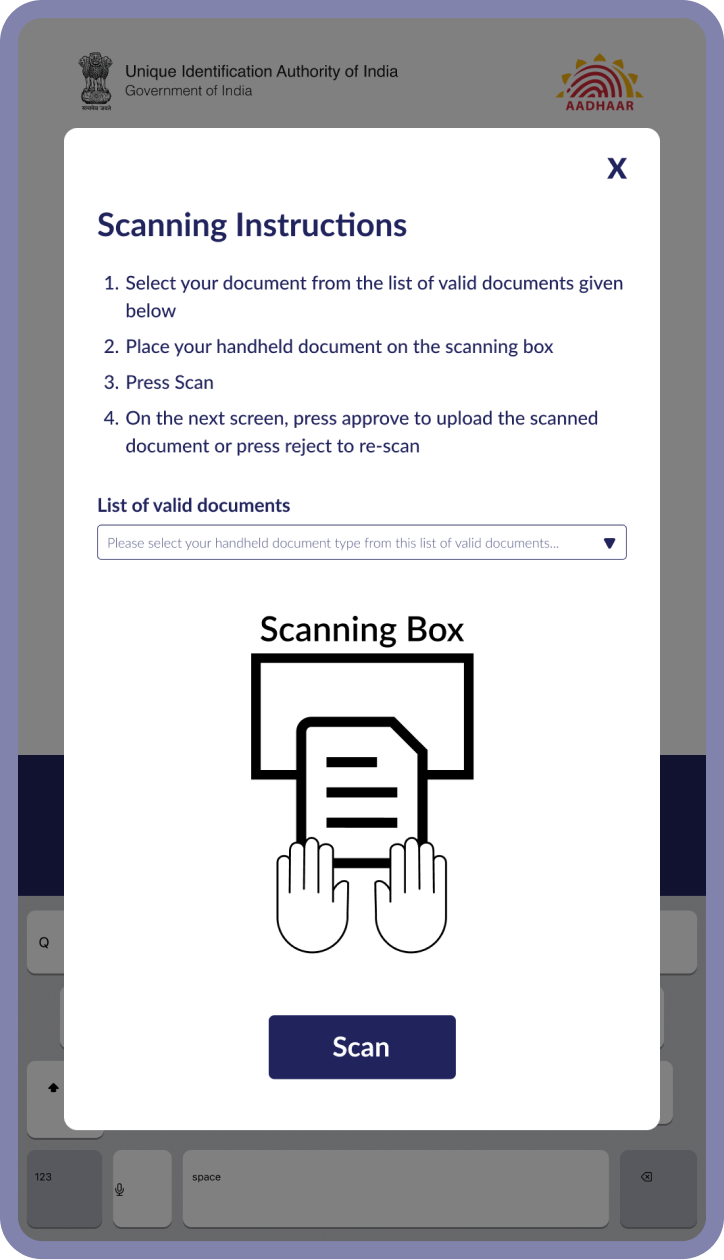 Unique Identification Authority of India
Government of India
AADHAAR
X
Scanning Instructions
1. Select your document from the list of valid documents given
below
2. Place your handheld document on the scanning box
3. Press Scan
4. On the next screen, press approve to upload the scanned
document or press reject to re-scan
List of valid documents
Please select your handheld document type from this list of valid documents...
Scanning Box
Scan
Q
123
space